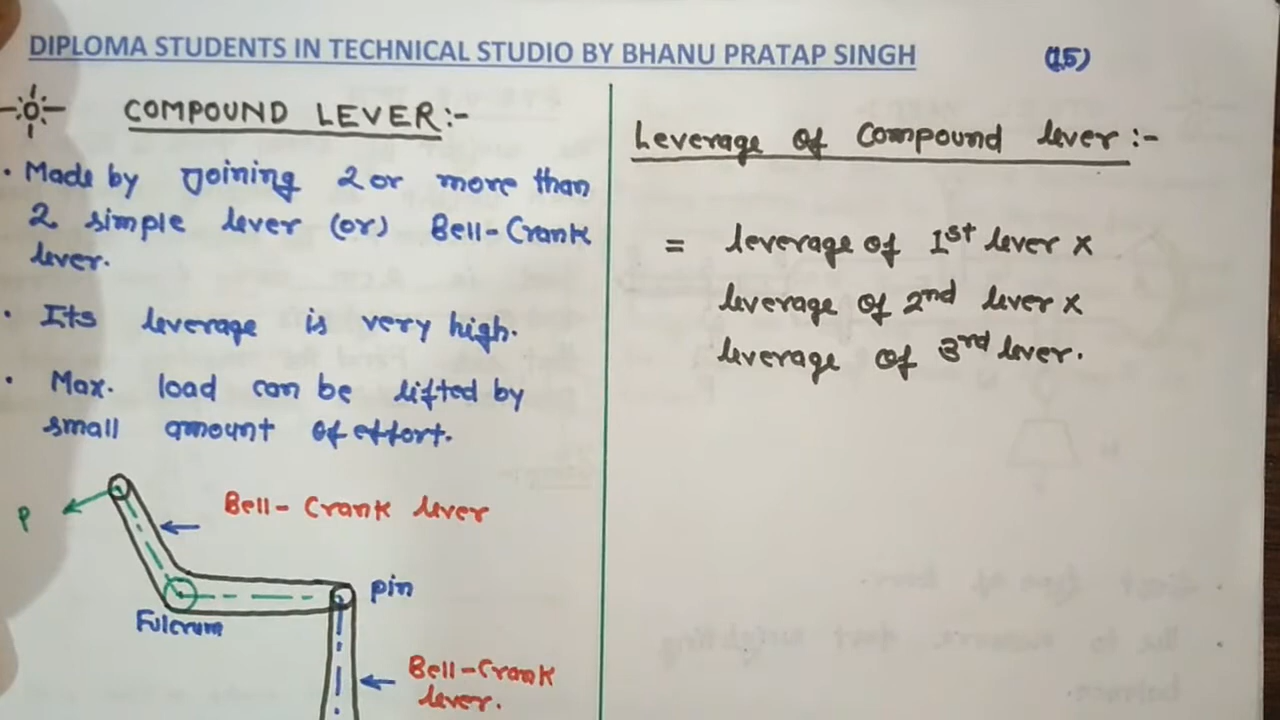 DIPLOMA STUDENTS IN TECHNICAL STUDIO BY BHANU PRATAP SINGH
(15)
COMPOUND LEVER:-
• Made by joining 2 or more than
2 simple lever (or) Bell-Crank
lever.
• Its leverage is very high.
• Max. load can be lifted by
small amount of effort.
P
Bell-Crank lever
Fulcrum
pin
Bell-Crank
lever.
Leverage of Compound lever:-
= leverage of 1st lever ×
leverage of 2nd lever ×
leverage of 3rd lever.